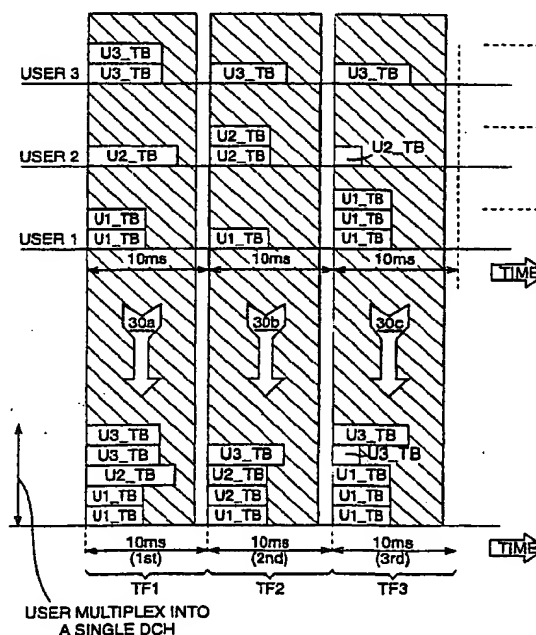 U3_TB
USER 3 U3_TB U3_TB U3_TB
U2_TB
USER 2 U2_TB U2_TB U2_TB
U1_TB
U1_TB U1_TB
USER 1 U1_TB U1_TB U1_TB
10ms 10ms 10ms
TIME
30a 30b 30c
U3_TB U3_TB
U3_TB U3_TB U3_TB
U2_TB U2_TB U1_TB
U1_TB U2_TB U1_TB
U1_TB U1_TB U1_TB
10ms 10ms 10ms
(1st) (2nd) (3rd)
TIME
TF1 TF2 TF3
USER MULTIPLEX INTO
A SINGLE DCH